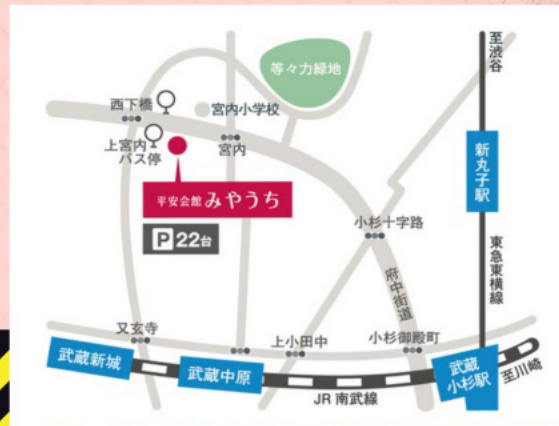 至渋谷
等々力緑地
西下橋
宮内小学校
上宮内
バス停
宮内
新丸子駅
平安会館 みやうち
P 22台
小杉十字路
府中街道
東急東横線
又玄寺
上小田中
小杉御殿町
武蔵新城
武蔵中原
武蔵
小杉駅
至川崎
JR 南武線